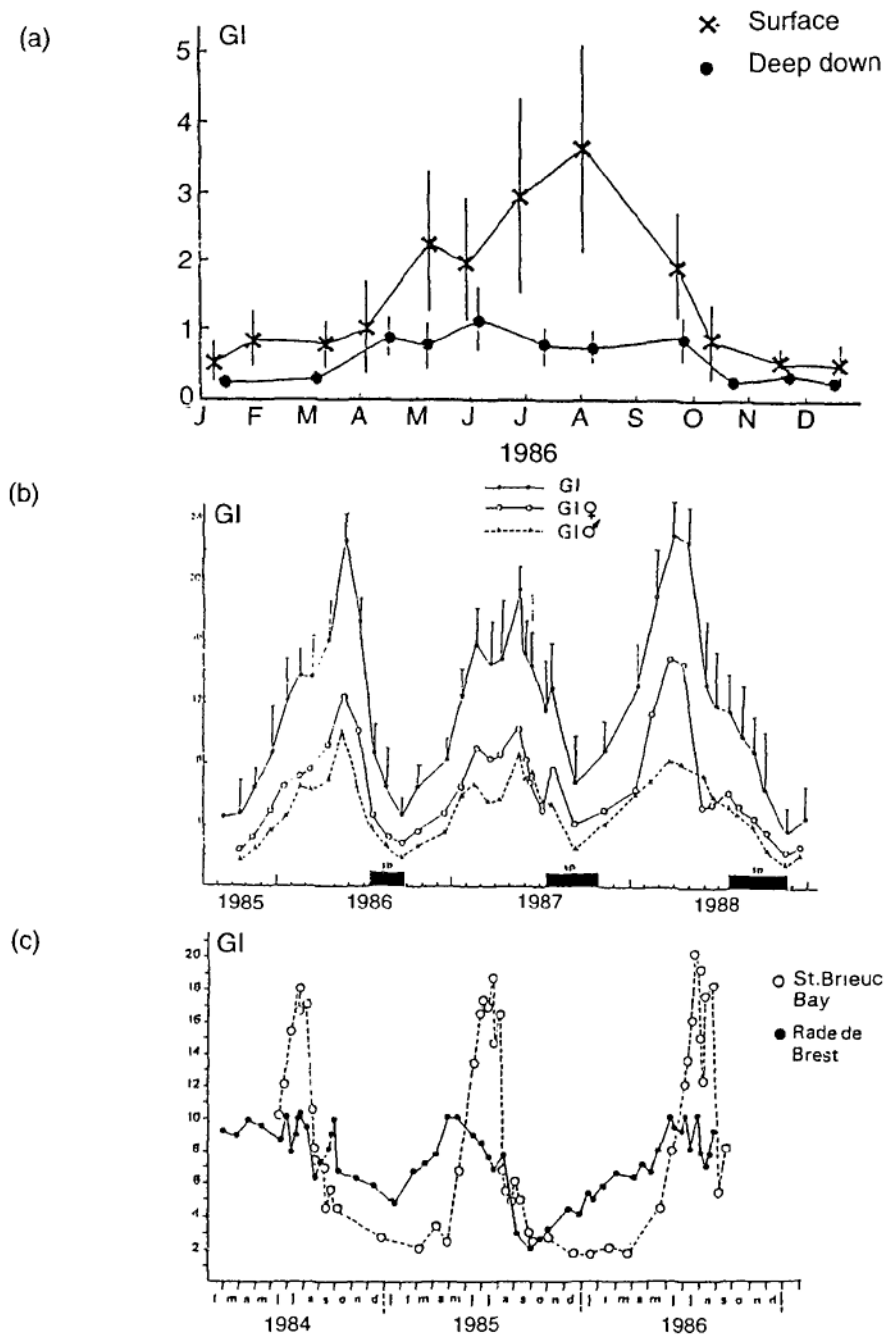 (a)
GI
Surface
Deep down
5
4
3
2
1
0
J F M A M J J A S O N D
1986
(b)
GI
GI
GI♀
GI♂
1985 1986 1987 1988
(c)
GI
St.Brieuc
Bay
Rade de
Brest
20
18
16
14
12
10
8
6
4
2
1984 1985 1986